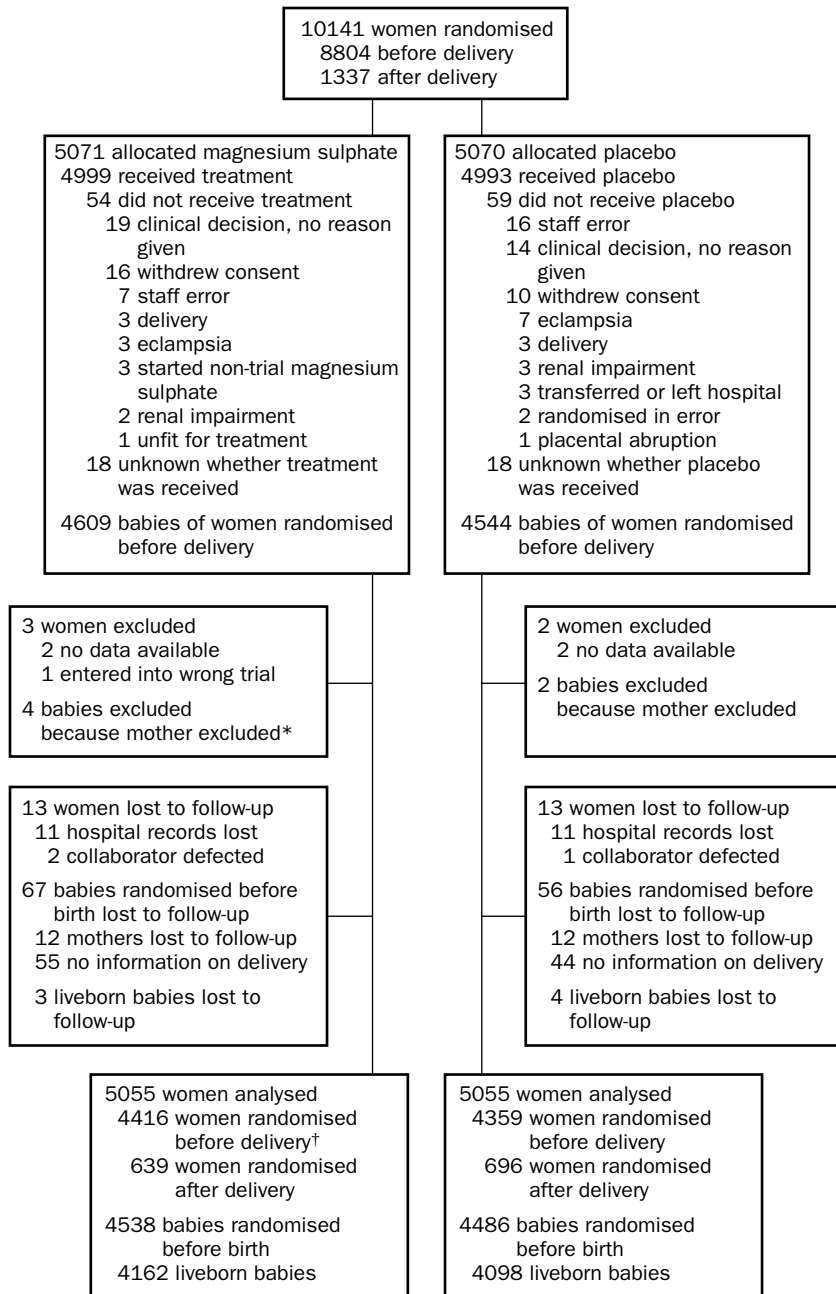 10141 women randomised
8804 before delivery
1337 after delivery
5071 allocated magnesium sulphate
4999 received treatment
54 did not receive treatment
19 clinical decision, no reason
given
16 withdrew consent
7 staff error
3 delivery
3 eclampsia
3 started non-trial magnesium
sulphate
2 renal impairment
1 unfit for treatment
18 unknown whether treatment
was received
4609 babies of women randomised
before delivery
5070 allocated placebo
4993 received placebo
59 did not receive placebo
16 staff error
14 clinical decision, no reason
given
10 withdrew consent
7 eclampsia
3 delivery
3 renal impairment
3 transferred or left hospital
2 randomised in error
1 placental abruption
18 unknown whether placebo
was received
4544 babies of women randomised
before delivery
3 women excluded
2 no data available
1 entered into wrong trial
4 babies excluded
because mother excluded*
2 women excluded
2 no data available
2 babies excluded
because mother excluded
13 women lost to follow-up
11 hospital records lost
2 collaborator defected
67 babies randomised before
birth lost to follow-up
12 mothers lost to follow-up
55 no information on delivery
3 liveborn babies lost to
follow-up
13 women lost to follow-up
11 hospital records lost
1 collaborator defected
56 babies randomised before
birth lost to follow-up
12 mothers lost to follow-up
44 no information on delivery
4 liveborn babies lost to
follow-up
5055 women analysed
4416 women randomised
before delivery†
639 women randomised
after delivery
4538 babies randomised
before birth
4162 liveborn babies
5055 women analysed
4359 women randomised
before delivery
696 women randomised
after delivery
4486 babies randomised
before birth
4098 liveborn babies